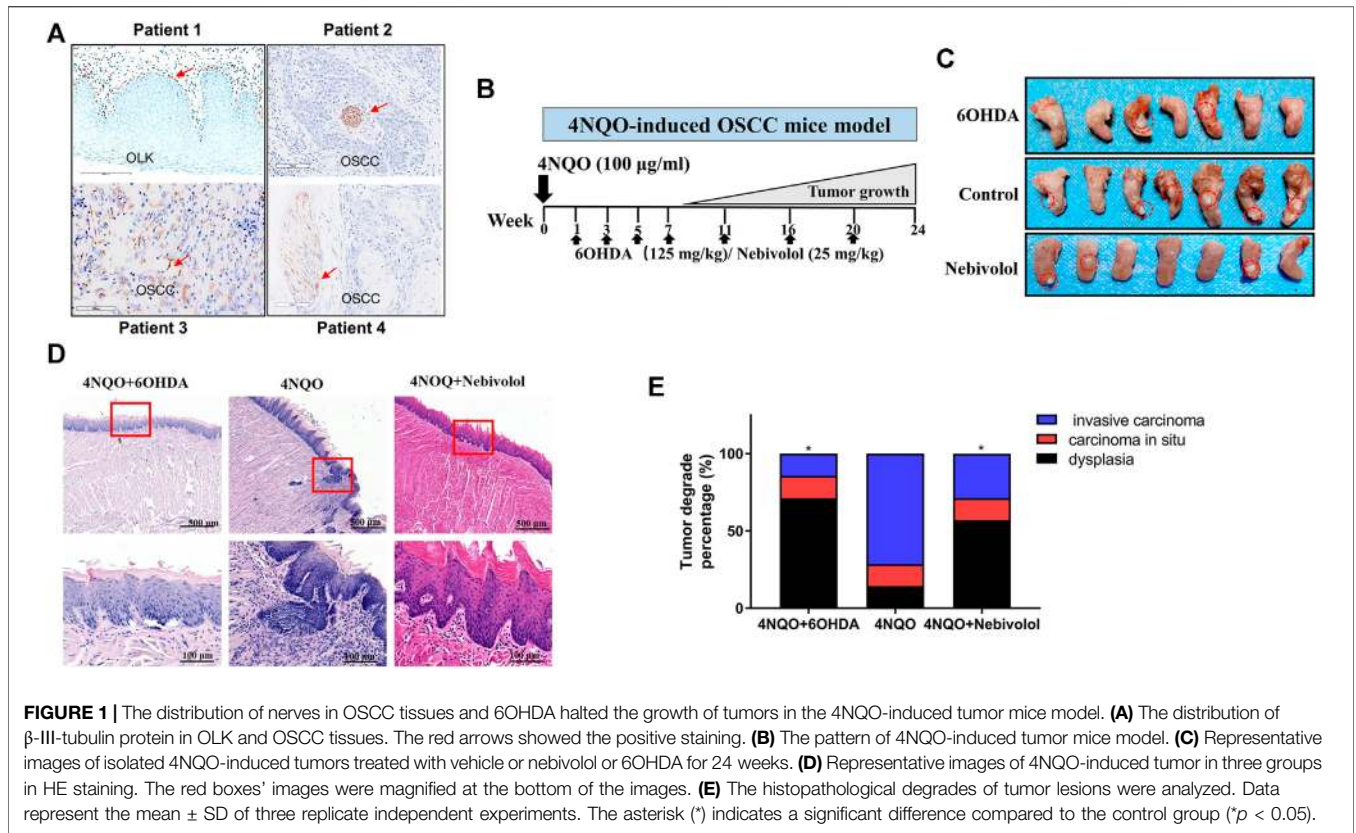 A
Patient 1
Patient 2
OLK
OSCC
OSCC
OSCC
Patient 3
Patient 4
B
4NQO-induced OSCC mice model
4NQO (100 μg/ml)
Tumor growth
Week
0 1 3 5 7 11 16 20 24
6OHDA (125 mg/kg)/ Nebivolol (25 mg/kg)
C
6OHDA
Control
Nebivolol
D
4NQO+6OHDA 4NQO 4NOQ+Nebivolol
500 μm 500 μm 500 μm
100 μm 100 μm 100 μm
E
invasive carcinoma
carcinoma in situ
dysplasia
Tumor degrade
percentage (%)
100
50
0
* *
4NQO+6OHDA 4NQO 4NQO+Nebivolol
FIGURE 1 | The distribution of nerves in OSCC tissues and 6OHDA halted the growth of tumors in the 4NQO-induced tumor mice model. (A) The distribution of
β-III-tubulin protein in OLK and OSCC tissues. The red arrows showed the positive staining. (B) The pattern of 4NQO-induced tumor mice model. (C) Representative
images of isolated 4NQO-induced tumors treated with vehicle or nebivolol or 6OHDA for 24 weeks. (D) Representative images of 4NQO-induced tumor in three groups
in HE staining. The red boxes' images were magnified at the bottom of the images. (E) The histopathological degrades of tumor lesions were analyzed. Data
represent the mean ± SD of three replicate independent experiments. The asterisk (*) indicates a significant difference compared to the control group (*p < 0.05).